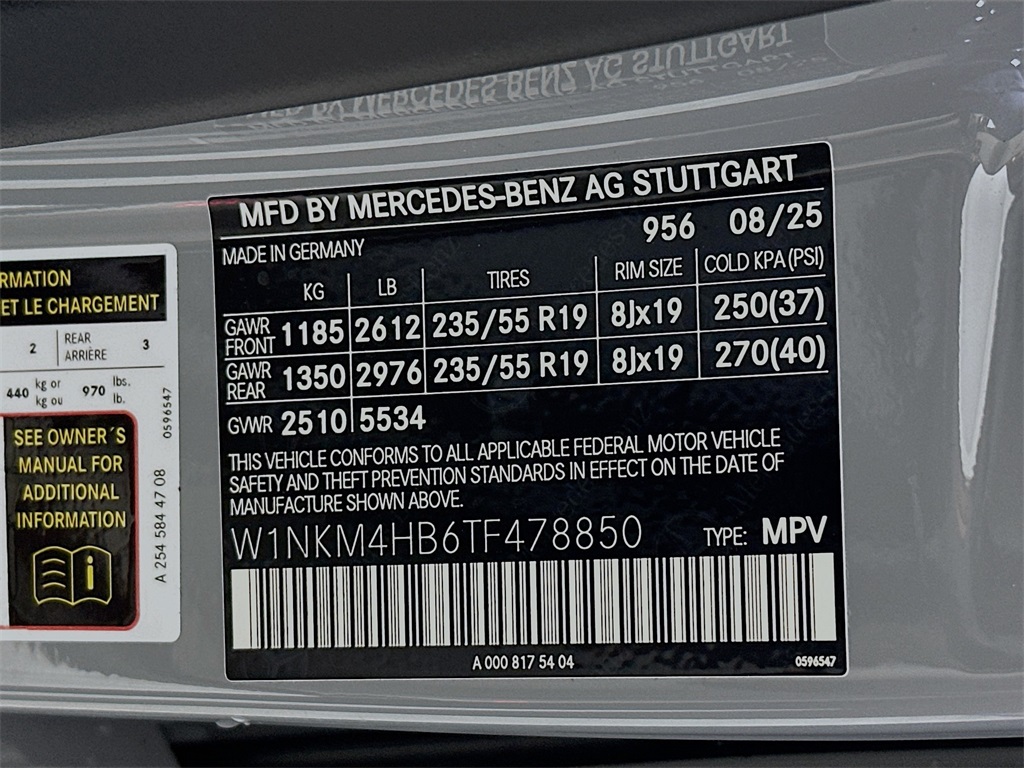 MFD BY MERCEDES-BENZ AG STUTTGART
MADE IN GERMANY 956 08/25
KG LB TIRES RIM SIZE COLD KPA (PSI)
GAWR FRONT 1185 2612 235/55 R19 8Jx19 250(37)
GAWR REAR 1350 2976 235/55 R19 8Jx19 270(40)
GVWR 2510 5534
THIS VEHICLE CONFORMS TO ALL APPLICABLE FEDERAL MOTOR VEHICLE
SAFETY AND THEFT PREVENTION STANDARDS IN EFFECT ON THE DATE OF
MANUFACTURE SHOWN ABOVE.
W1NKM4HB6TF478850 TYPE: MPV
A 000 817 54 04 0596547
RMATION
ET LE CHARGEMENT
2 REAR ARRIÈRE 3
440 kg or kg ou 970 lbs. lb.
SEE OWNER´S
MANUAL FOR
ADDITIONAL
INFORMATION
A 254 584 47 08
0596547